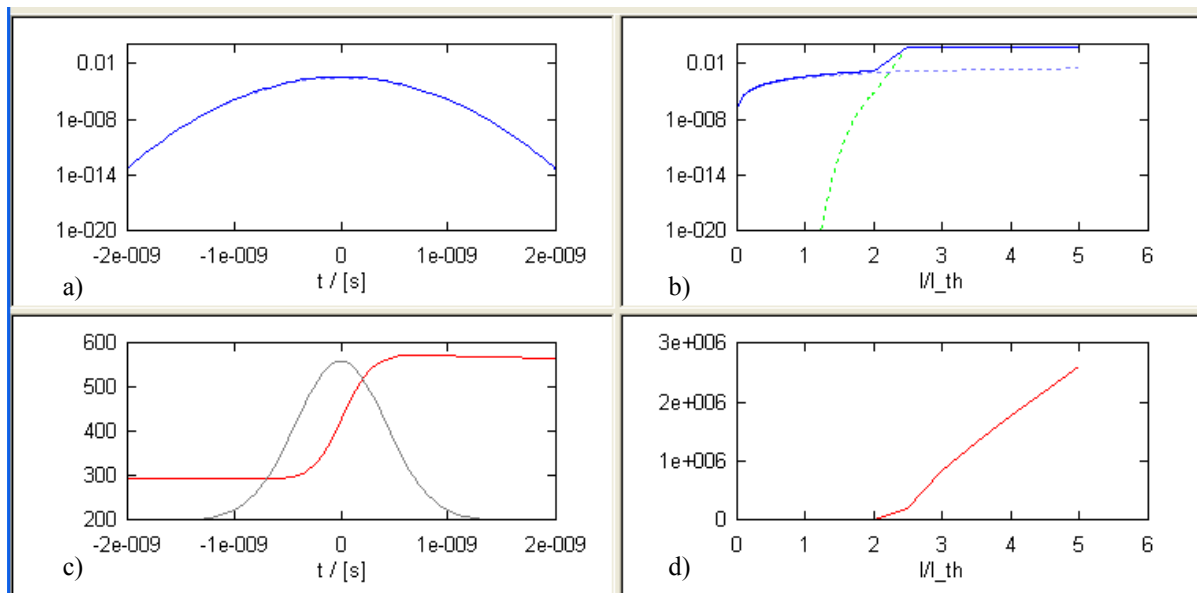 0.01
1e-008
1e-014
1e-020
-2e-009 -1e-009 0 1e-009 2e-009
t / [s]
a)
0.01
1e-008
1e-014
1e-020
0 1 2 3 4 5 6
I/I_th
b)
600
500
400
300
200
-2e-009 -1e-009 0 1e-009 2e-009
t / [s]
c)
3e+006
2e+006
1e+006
0
0 1 2 3 4 5 6
I/I_th
d)